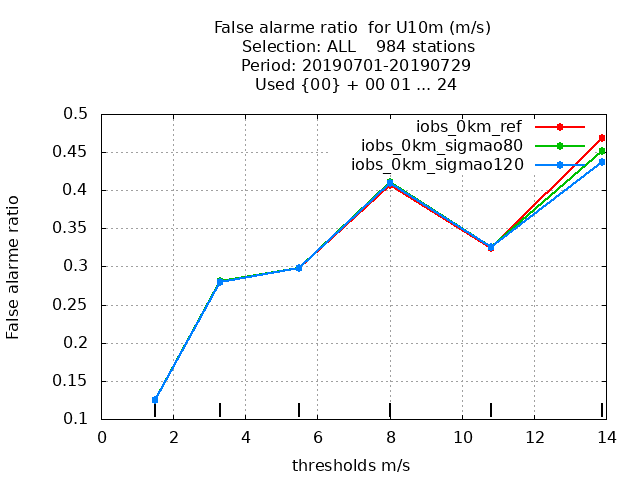 False alarme ratio  for U10m (m/s)
Selection: ALL    984 stations
Period: 20190701-20190729
Used {00} + 00 01 ... 24
iobs_0km_ref
iobs_0km_sigmao80
iobs_0km_sigmao120
False alarme ratio
0.5
0.45
0.4
0.35
0.3
0.25
0.2
0.15
0.1
0 2 4 6 8 10 12 14
thresholds m/s